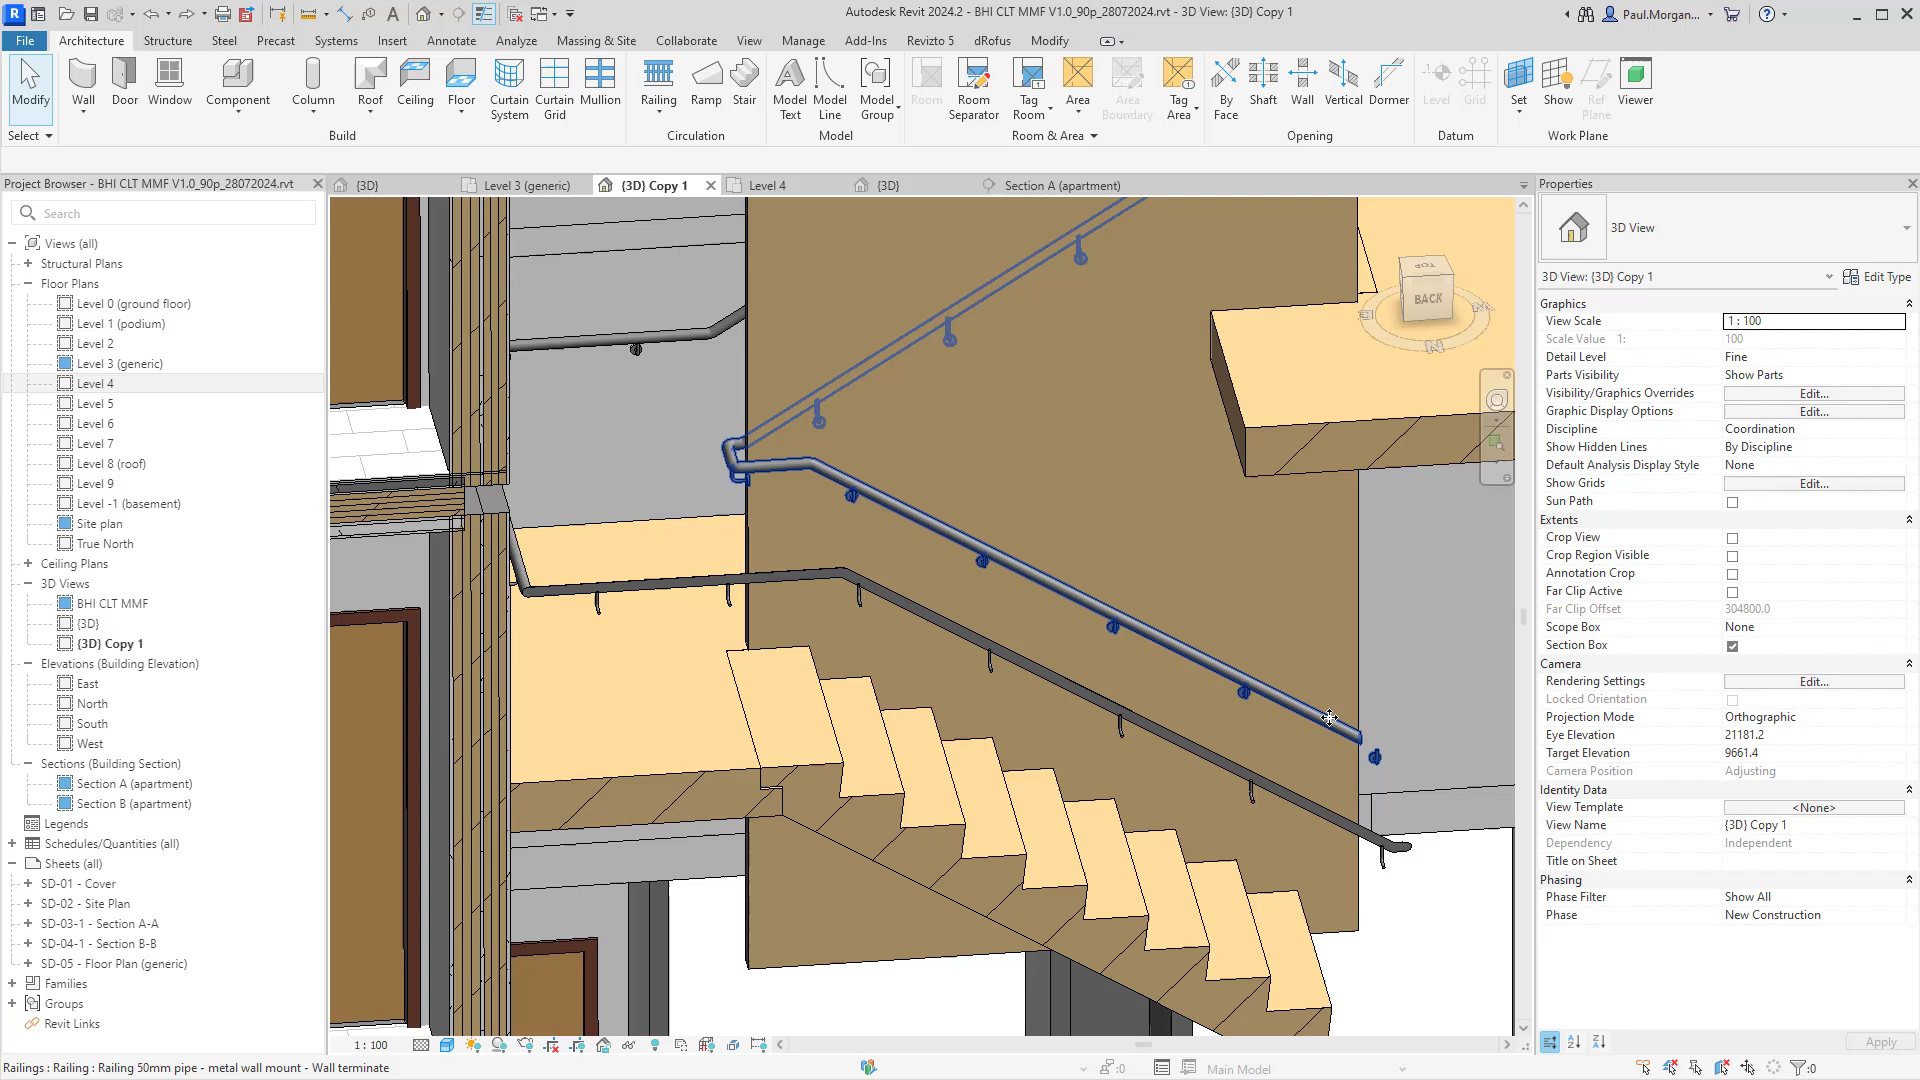 Autodesk Revit 2024.2 - BHI CLT MMF V1.0_90p_28072024.rvt - 3D View: {3D} Copy 1
Paul.Morgan...
File Architecture Structure Steel Precast Systems Insert Annotate Analyze Massing & Site Collaborate View Manage Add-Ins Revizto 5 dRofus Modify
Modify Wall Door Window Component Column Roof Ceiling Floor Curtain System Curtain Grid Mullion Railing Ramp Stair Model Text Model Line Model Group Room Room Separator Tag Room Area Area Boundary Tag Area By Face Shaft Wall Vertical Dormer Level Grid Set Show Ref Plane Viewer
Select Build Circulation Model Room & Area Opening Datum Work Plane
Project Browser - BHI CLT MMF V1.0_90p_28072024.rvt
{3D} Level 3 (generic) {3D} Copy 1 Level 4 {3D} Section A (apartment)
Search
Views (all)
Structural Plans
Floor Plans
Level 0 (ground floor)
Level 1 (podium)
Level 2
Level 3 (generic)
Level 4
Level 5
Level 6
Level 7
Level 8 (roof)
Level 9
Level -1 (basement)
Site plan
True North
Ceiling Plans
3D Views
BHI CLT MMF
{3D}
{3D} Copy 1
Elevations (Building Elevation)
East
North
South
West
Sections (Building Section)
Section A (apartment)
Section B (apartment)
Legends
Schedules/Quantities (all)
Sheets (all)
SD-01 - Cover
SD-02 - Site Plan
SD-03-1 - Section A-A
SD-04-1 - Section B-B
SD-05 - Floor Plan (generic)
Families
Groups
Revit Links
TOP
BACK
N
Properties
3D View
3D View: {3D} Copy 1 Edit Type
Graphics
View Scale 1 : 100
Scale Value 1: 100
Detail Level Fine
Parts Visibility Show Parts
Visibility/Graphics Overrides Edit...
Graphic Display Options Edit...
Discipline Coordination
Show Hidden Lines By Discipline
Default Analysis Display Style None
Show Grids Edit...
Sun Path
Extents
Crop View
Crop Region Visible
Annotation Crop
Far Clip Active
Far Clip Offset 304800.0
Scope Box None
Section Box
Camera
Rendering Settings Edit...
Locked Orientation
Projection Mode Orthographic
Eye Elevation 21181.2
Target Elevation 9661.4
Camera Position Adjusting
Identity Data
View Template <None>
View Name {3D} Copy 1
Dependency Independent
Title on Sheet
Phasing
Phase Filter Show All
Phase New Construction
Apply
1 : 100
Railings : Railing : Railing 50mm pipe - metal wall mount - Wall terminate
:0
Main Model
:0